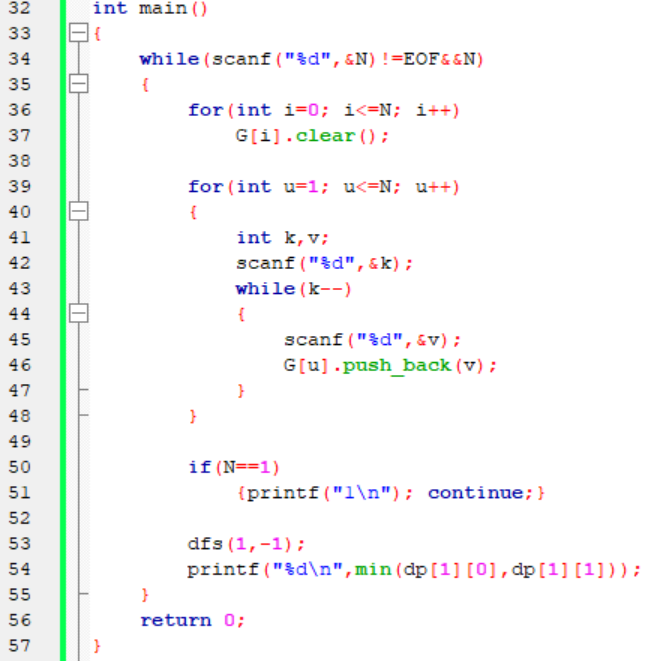 32 int main()
33 {
34 while(scanf("%d",&N)!=EOF&&N)
35 {
36 for(int i=0; i<=N; i++)
37 G[i].clear();
38
39 for(int u=1; u<=N; u++)
40 {
41 int k,v;
42 scanf("%d",&k);
43 while(k--)
44 {
45 scanf("%d",&v);
46 G[u].push_back(v);
47 }
48 }
49
50 if(N==1)
51 {printf("1\n"); continue;}
52
53 dfs(1,-1);
54 printf("%d\n",min(dp[1][0],dp[1][1]));
55 }
56 return 0;
57 }